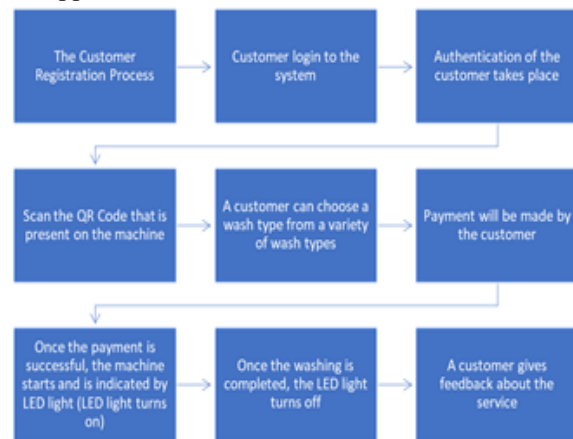 The Customer
Registration Process
Customer login to the
system
Authentication of the
customer takes place
Scan the QR Code that is
present on the machine
A customer can choose a
wash type from a variety
of wash types
Payment will be made by
the customer
Once the payment is
successful, the machine
starts and is indicated by
LED light (LED light turns
on)
Once the washing is
completed, the LED light
turns off
A customer gives
feedback about the
service